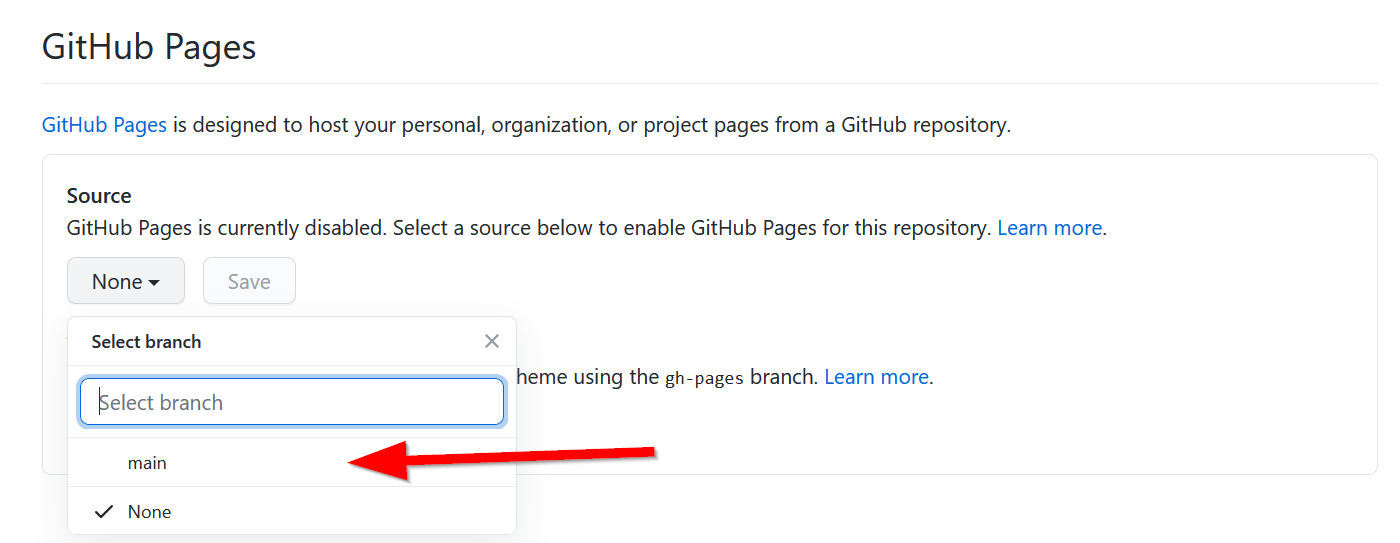 GitHub Pages
GitHub Pages is designed to host your personal, organization, or project pages from a GitHub repository.
Source
GitHub Pages is currently disabled. Select a source below to enable GitHub Pages for this repository. Learn more.
None Save
Select branch
heme using the gh-pages branch. Learn more.
Select branch
main
None